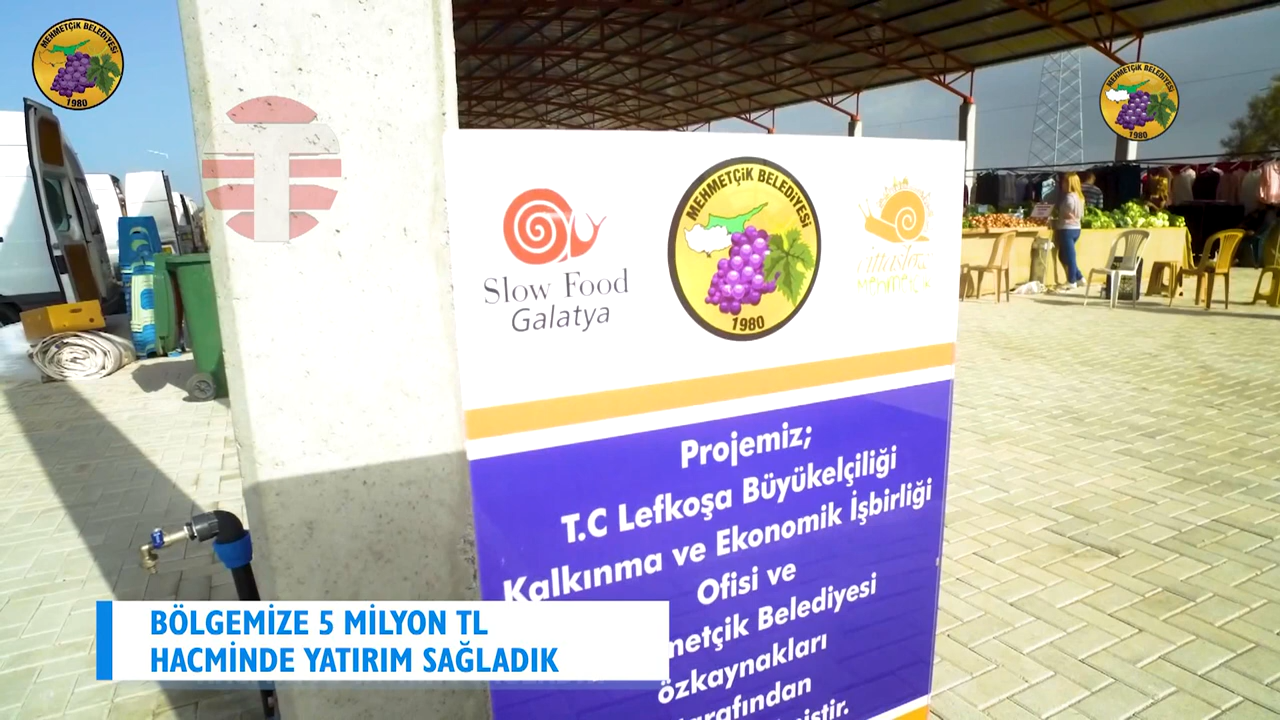 MEHMETÇİK BELEDİYESİ
1980
MEHMETÇİK BELEDİYESİ
1980
T
Slow Food
Galatya
MEHMETÇİK BELEDİYESİ
1980
Projemiz;
T.C Lefkoşa Büyükelçiliği
Kalkınma ve Ekonomik İşbirliği
Ofisi ve
Belediyesi
özkaynakları
BÖLGEMİZE 5 MİLYON TL
HACMİNDE YATIRIM SAĞLADIK